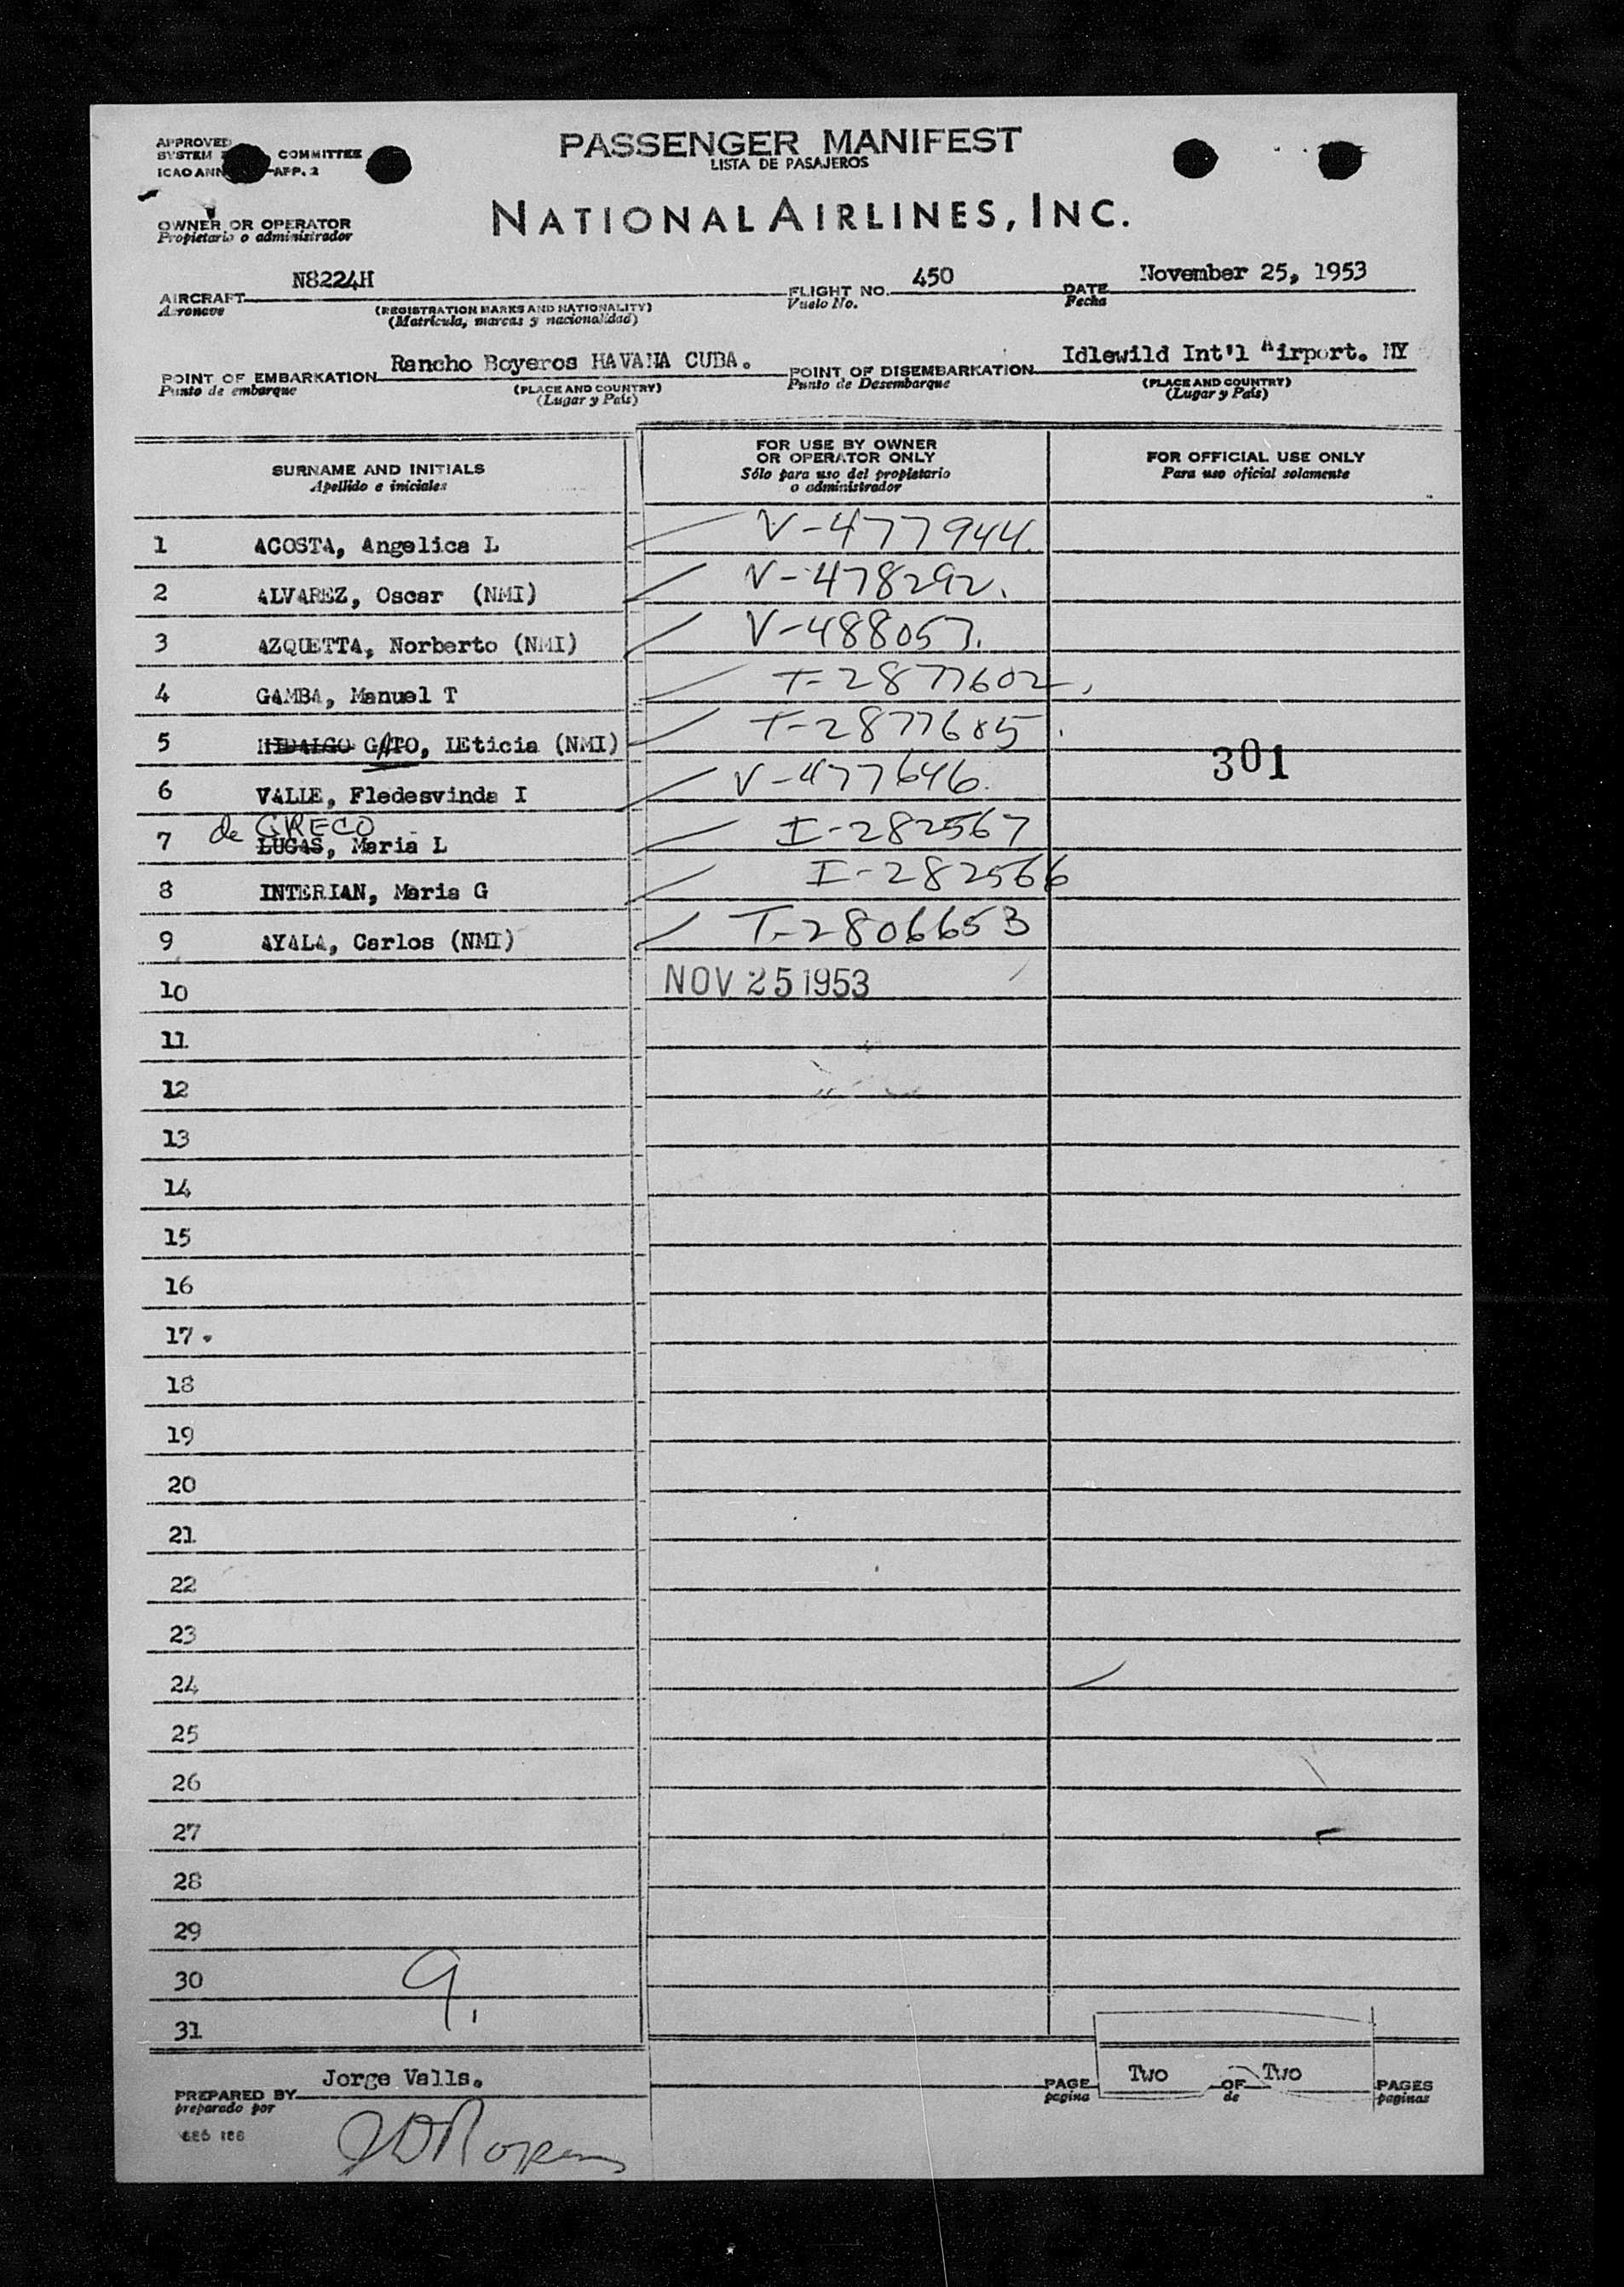 APPROVED
SYSTEM COMMITTEE
ICAO ANN APP. 2
PASSENGER MANIFEST
LISTA DE PASAJEROS
NATIONAL AIRLINES, INC.
OWNER OR OPERATOR
Propietario o administrador
AIRCRAFT N8224H FLIGHT NO. 450 DATE November 25, 1953
Aeronave (REGISTRATION MARKS AND NATIONALITY) Vuelo No. Fecha
(Matrícula, marcas y nacionalidad)
POINT OF EMBARKATION Rancho Boyeros HAVANA CUBA. POINT OF DISEMBARKATION Idlewild Int'l Airport. NY
Punto de embarque (PLACE AND COUNTRY) Punto de Desembarque (PLACE AND COUNTRY)
(Lugar y País) (Lugar y País)
SURNAME AND INITIALS
Apellido e iniciales
FOR USE BY OWNER
OR OPERATOR ONLY
Sólo para uso del propietario
o administrador
FOR OFFICIAL USE ONLY
Para uso oficial solamente
1 ACOSTA, Angelica L V-477944.
2 ALVAREZ, Oscar (NMI) V-478292.
3 AZQUETTA, Norberto (NMI) V-488057.
4 GAMBA, Manuel T T-2877602,
5 HIDALGO GATO, LEticia (NMI) T-2877685.
301
6 VALLE, Fledesvinda I V-477646.
de GRECO
7 LUGAS, Maria L I-282567
8 INTERIAN, Maria G I-282566
9 AYALA, Carlos (NMI) T-2806653
10 NOV 25 1953
11
12
13
14
15
16
17.
18
19
20
21
22
23
24
25
26
27
28
29
30
9.
31
PREPARED BY Jorge Valls. PAGE Two OF Two PAGES
preparado por pagina de paginas